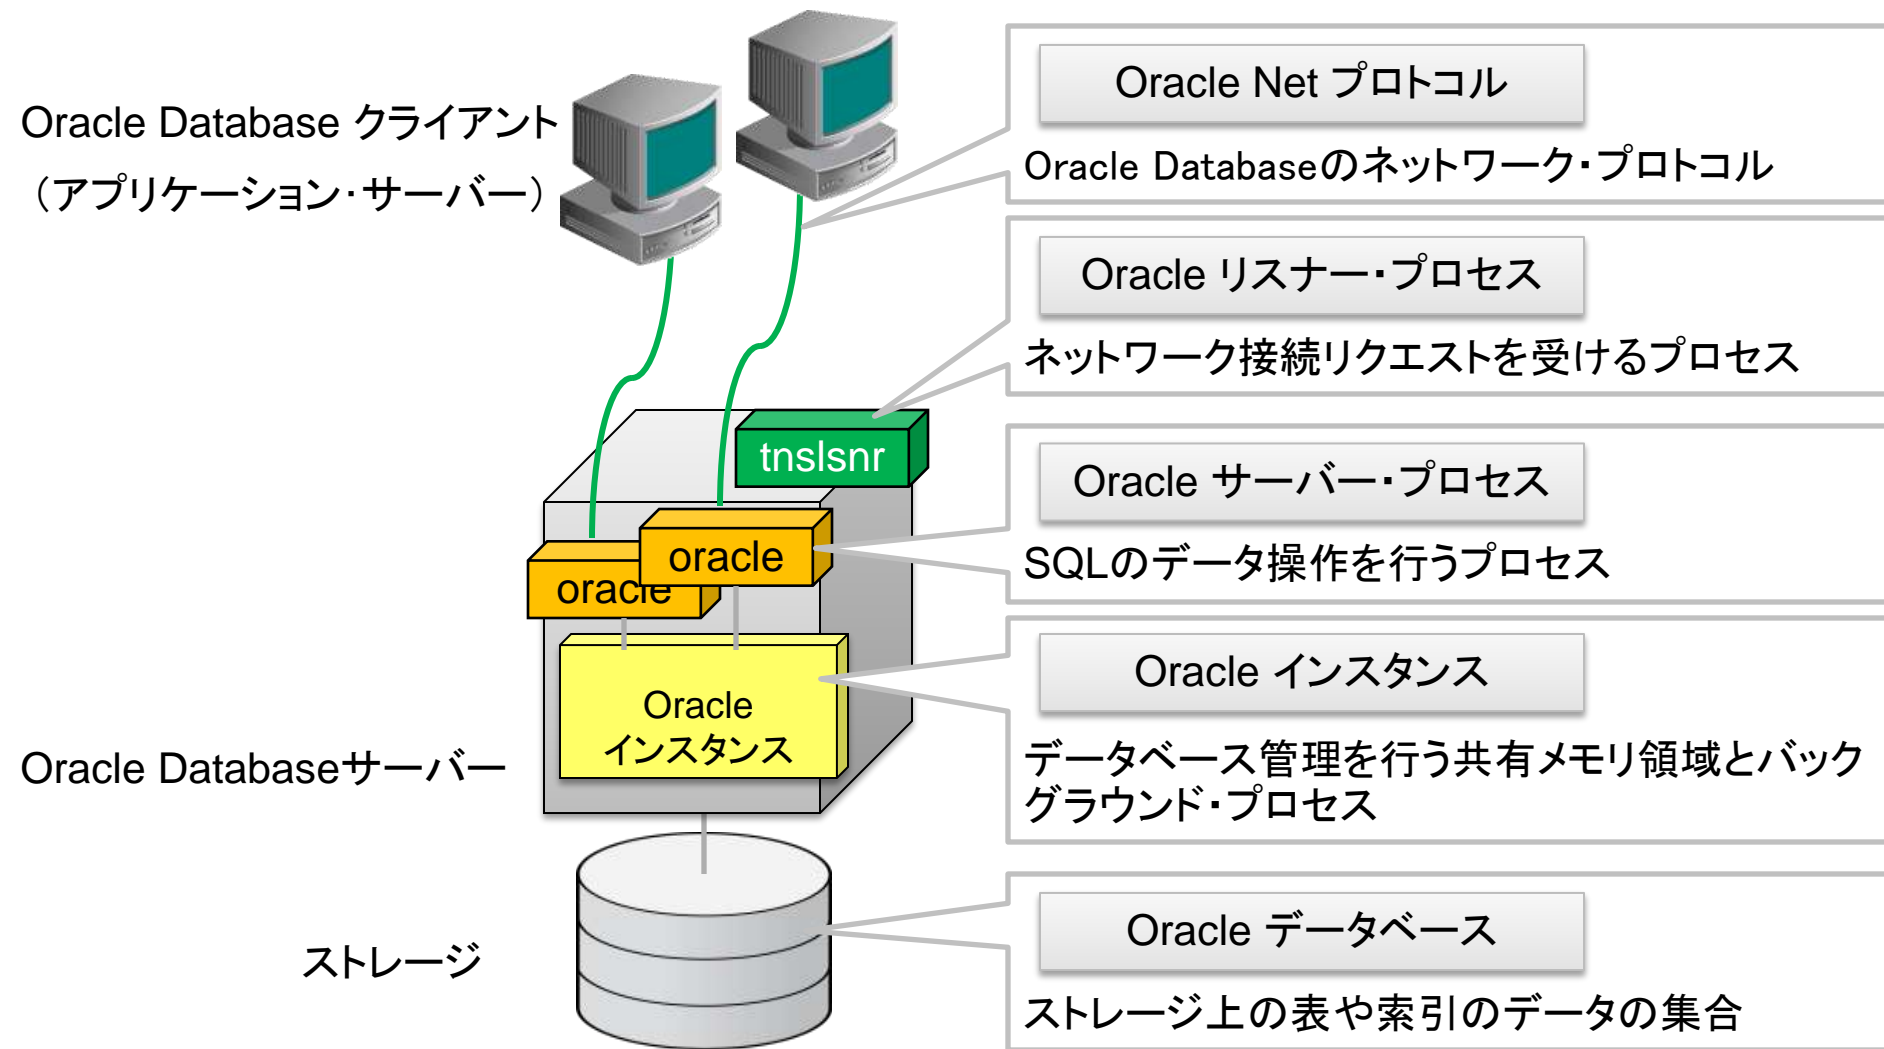 Oracle Database クライアント
（アプリケーション・サーバー）
Oracle Net プロトコル
Oracle Databaseのネットワーク・プロトコル
Oracle リスナー・プロセス
ネットワーク接続リクエストを受けるプロセス
tnslsnr
Oracle サーバー・プロセス
SQLのデータ操作を行うプロセス
oracle
oracle
Oracle インスタンス
データベース管理を行う共有メモリ領域とバック
グラウンド・プロセス
Oracle
インスタンス
Oracle Databaseサーバー
Oracle データベース
ストレージ上の表や索引のデータの集合
ストレージ